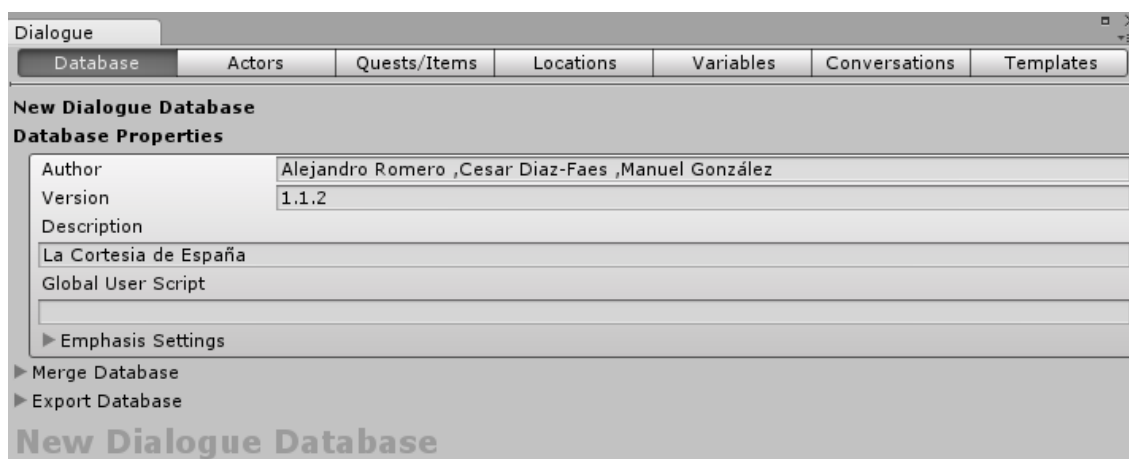 Dialogue
Database Actors Quests/Items Locations Variables Conversations Templates
New Dialogue Database
Database Properties
Author Alejandro Romero ,Cesar Diaz-Faes ,Manuel González
Version 1.1.2
Description
La Cortesia de España
Global User Script
Emphasis Settings
Merge Database
Export Database
New Dialogue Database